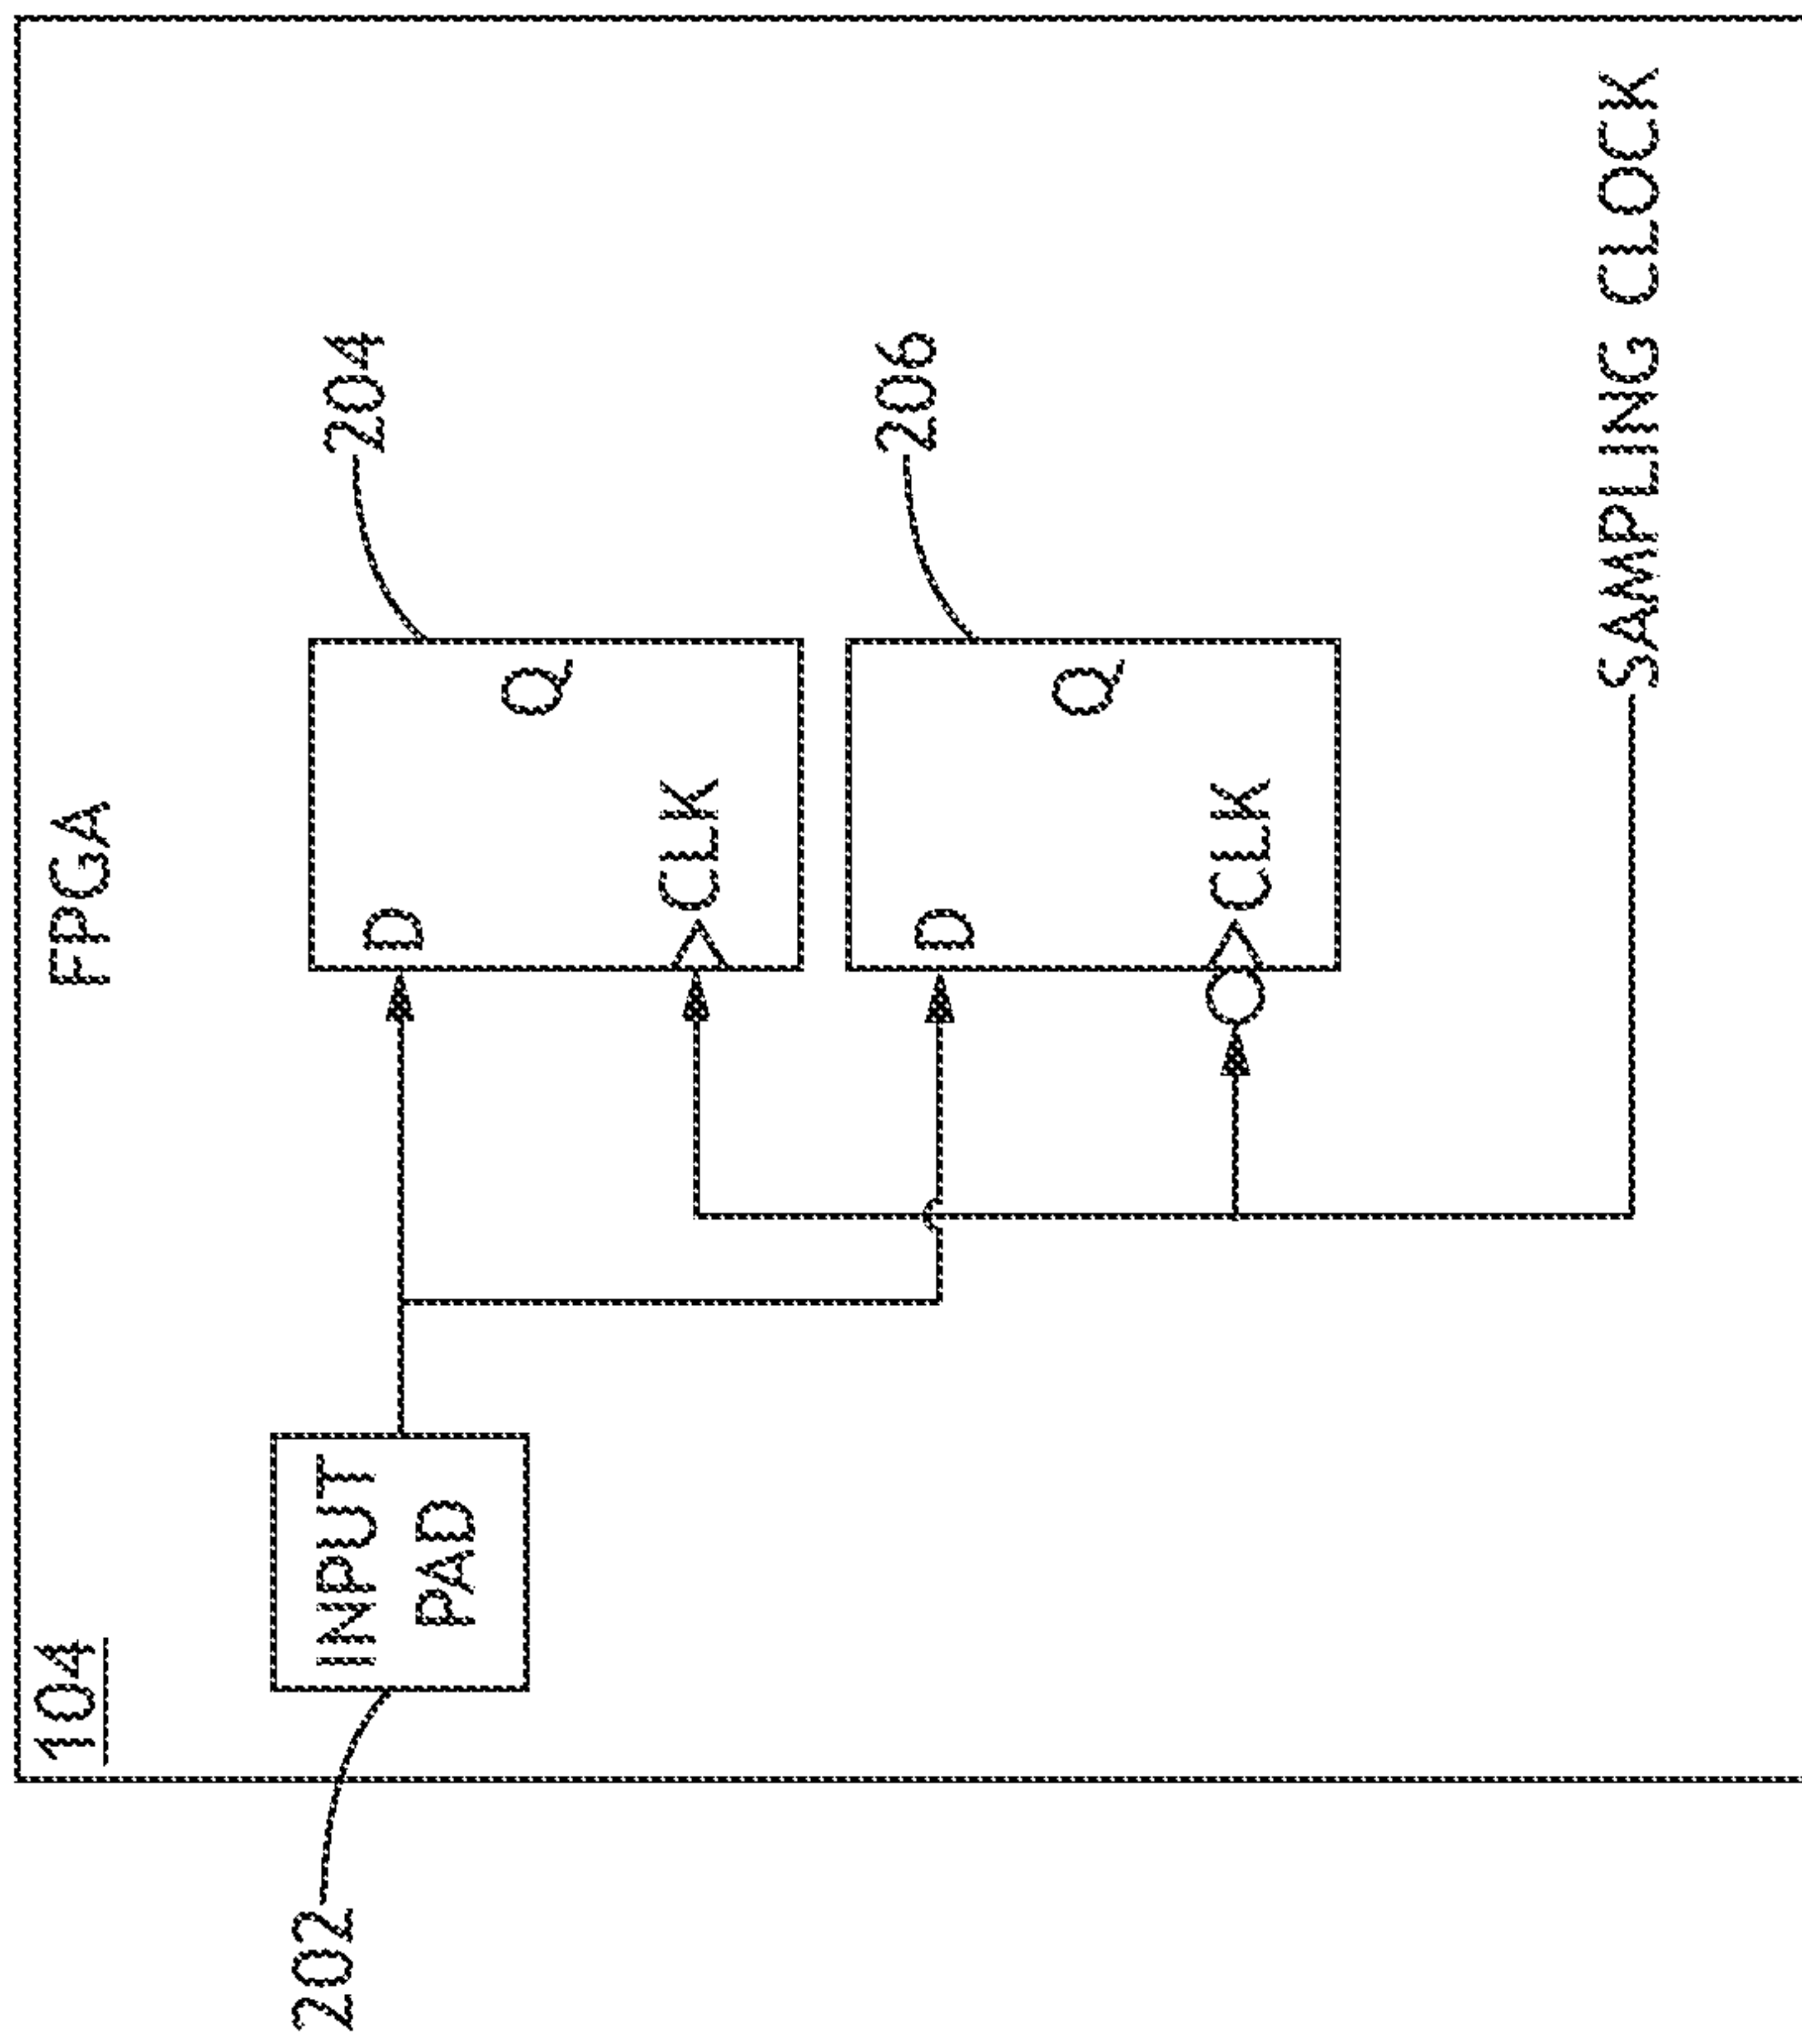 104
FPGA
202
INPUT
PAD
D
Q
CLK
204
D
Q
CLK
206
SAMPLING CLOCK